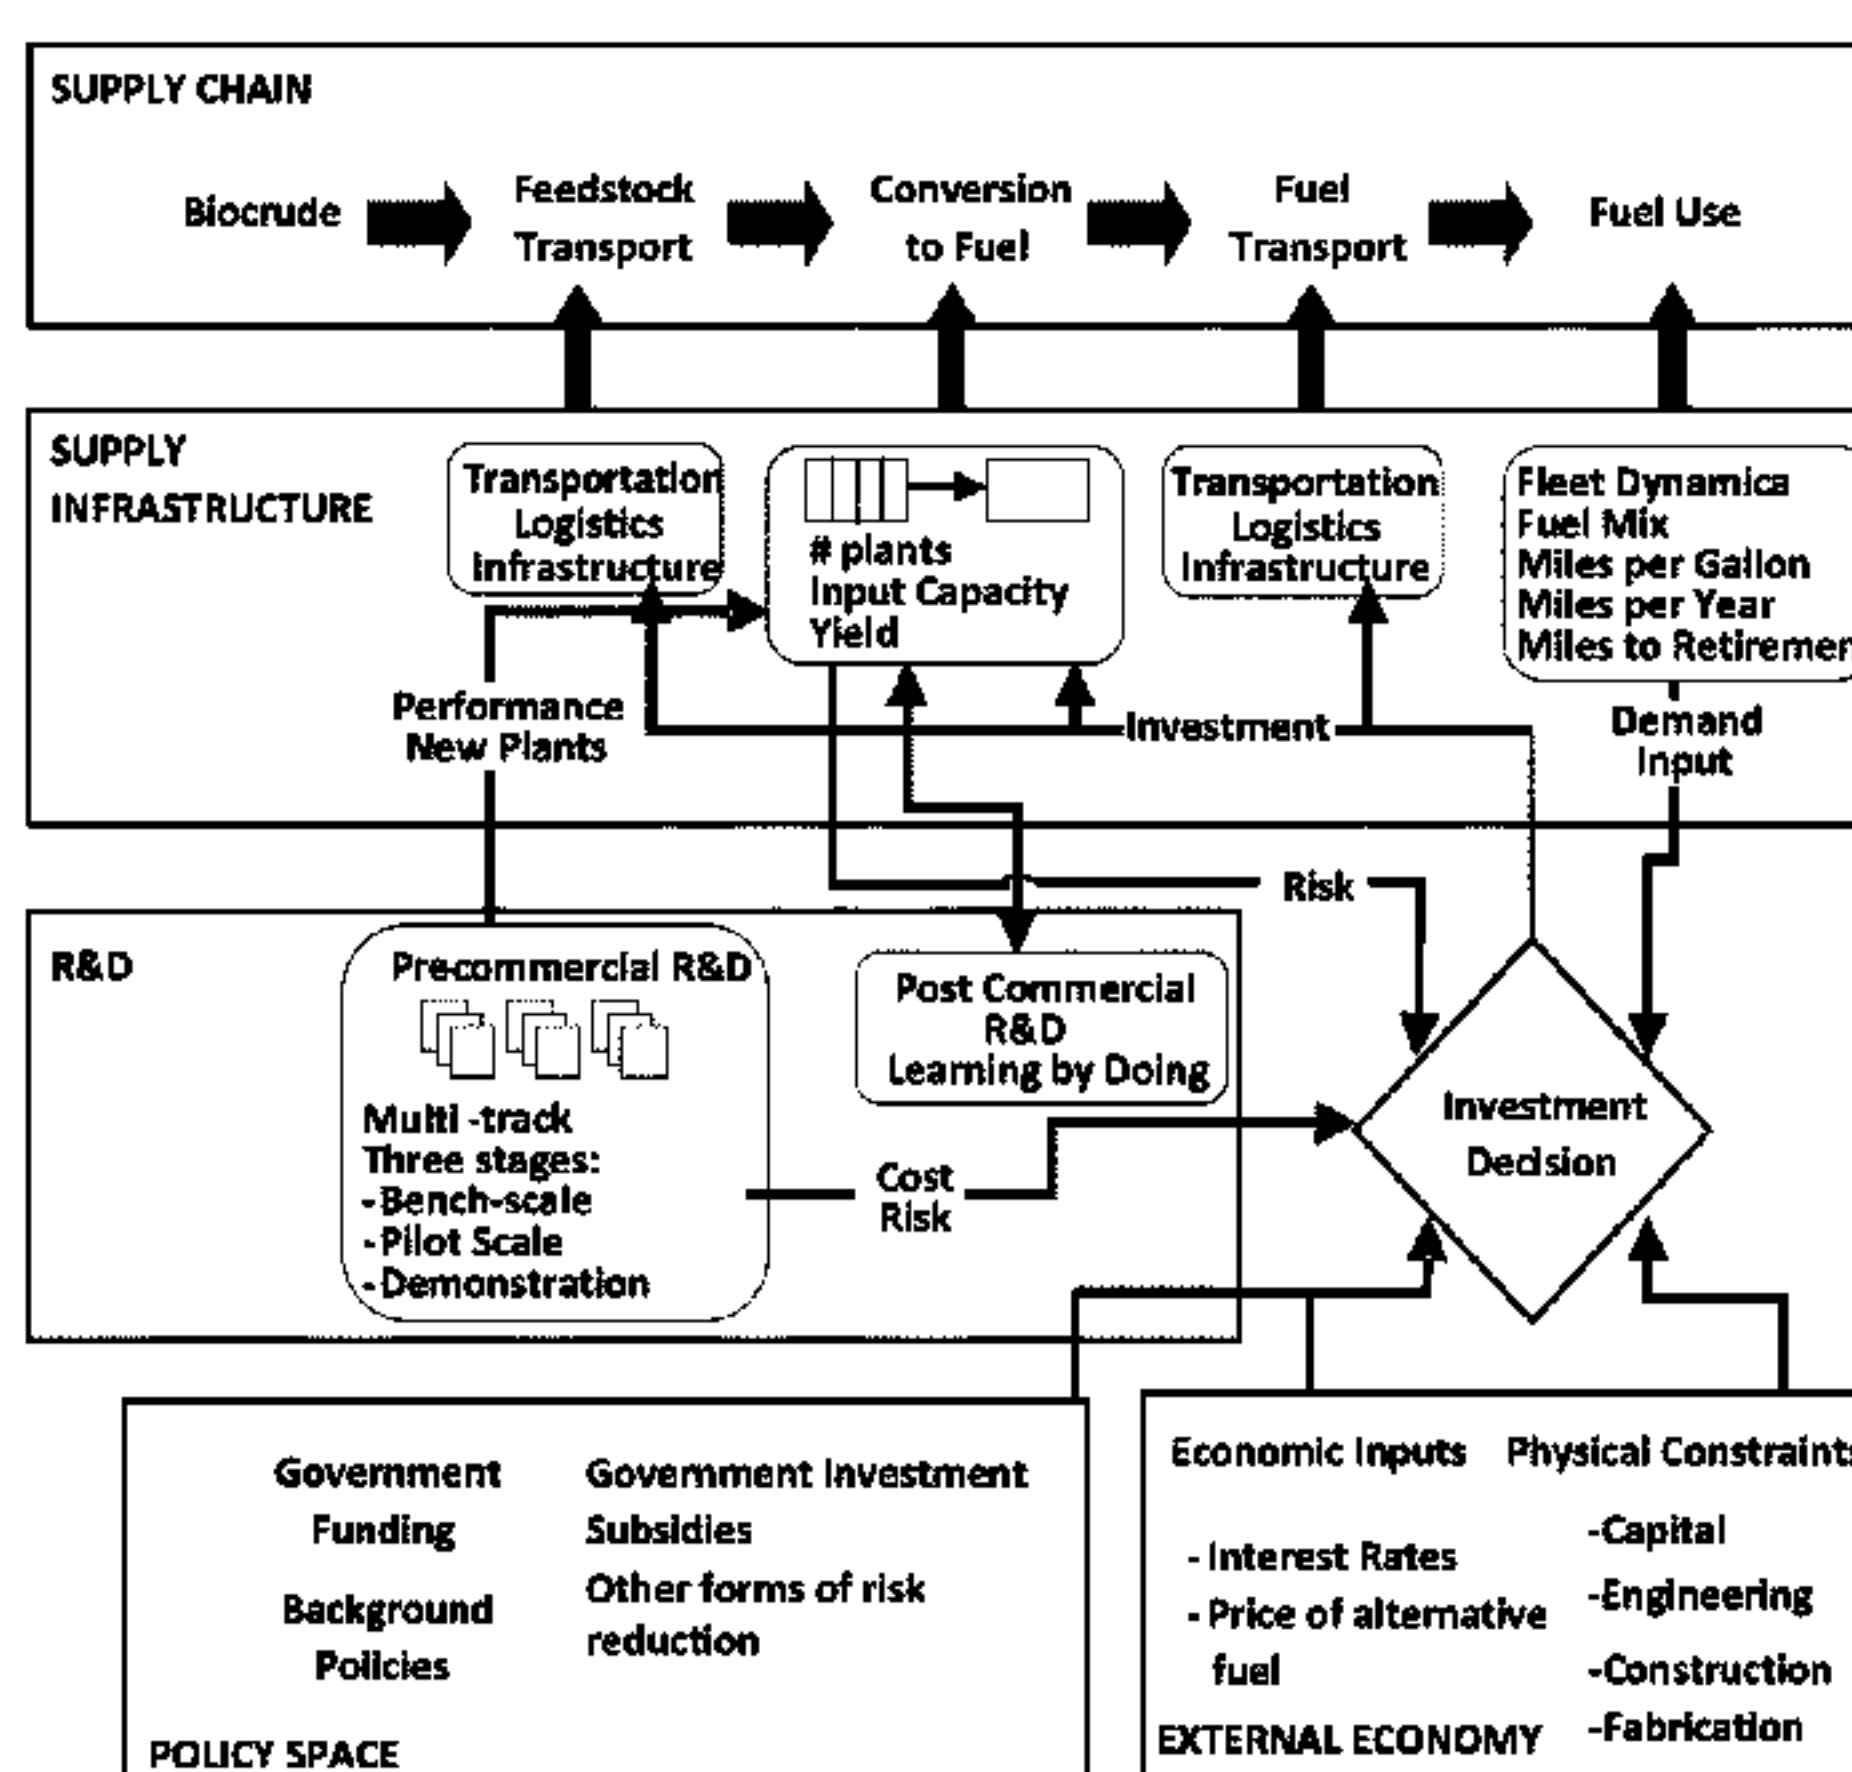 SUPPLY CHAIN
Biocrude
Feedstock
Transport
Conversion
to Fuel
Fuel
Transport
Fuel Use
SUPPLY
INFRASTRUCTURE
Transportation
Logistics
Infrastructure
# plants
Input Capacity
Yield
Transportation
Logistics
Infrastructure
Fleet Dynamica
Fuel Mix
Miles per Gallon
Miles per Year
Miles to Retiremen
Performance
New Plants
Investment
Demand
Input
Risk
R&D
Precommercial R&D
Multi -track
Three stages:
-Bench-scale
-Pilot Scale
-Demonstration
Post Commercial
R&D
Learning by Doing
Cost
Risk
Investment
Decision
Government
Funding
Background
Policies
Government Investment
Subsidies
Other forms of risk
reduction
POLICY SPACE
Economic Inputs
- Interest Rates
- Price of alternative
fuel
Physical Constraints
-Capital
-Engineering
-Construction
-Fabrication
EXTERNAL ECONOMY